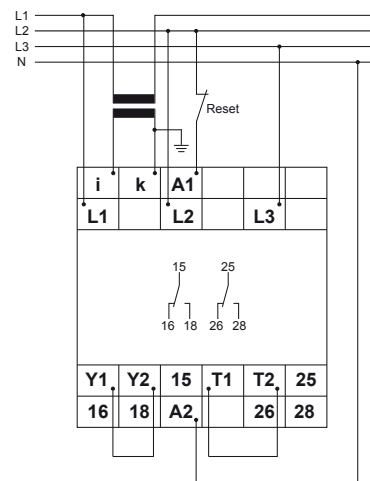 L1
L2
L3
N
Reset
i k A1
L1 L2 L3
15 25
16 18 26 28
Y1 Y2 15 T1 T2 25
16 18 A2 26 28